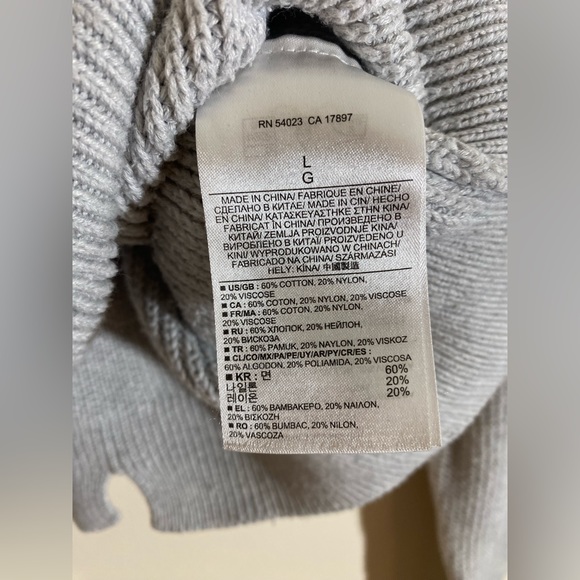 RN 54023 CA 17897
L
G
MADE IN CHINA/ FABRIQUE EN CHINE/
СДЕЛАНО В КИТАЕ/ MADE IN CIN/ HECHO
EN CHINA/ ΚΑΤΑΣΚΕΥΑΣΤΗΚΕ ΣΤΗΝ ΚΙΝΑ/
FABRICAT ÎN CHINA/ ПРОИЗВЕДЕНО В
КИТАЙ/ ZEMLJA PROIZVODNJE KINA/
ВИРОБЛЕНО В КИТАЇ/ PROIZVEDENO U
KINI/ WYPRODUKOWANO W CHINACH/
FABRICADO NA CHINA/ SZÁRMAZÁSI
HELY: KÍNA/ 中國製造
■ US/GB : 60% COTTON, 20% NYLON,
20% VISCOSE
■ CA : 60% COTON, 20% NYLON, 20% VISCOSE
■ FR/MA : 60% COTON, 20% NYLON,
20% VISCOSE
■ RU : 60% ХЛОПОК, 20% НЕЙЛОН,
20% ВИСКОЗА
■ TR : 60% PAMUK, 20% NAYLON, 20% VISKOZ
■ CL/CO/MX/PA/PE/UY/AR/PY/CR/ES :
60% ALGODON, 20% POLIAMIDA, 20% VISCOSA
■ KR : 면 60%
나일론 20%
레이온 20%
■ EL : 60% ΒΑΜΒΑΚΕΡΟ, 20% ΝΑΙΛΟΝ,
20% ΒΙΣΚΟΖΗ
■ RO : 60% BUMBAC, 20% NILON,
20% VASCOZA